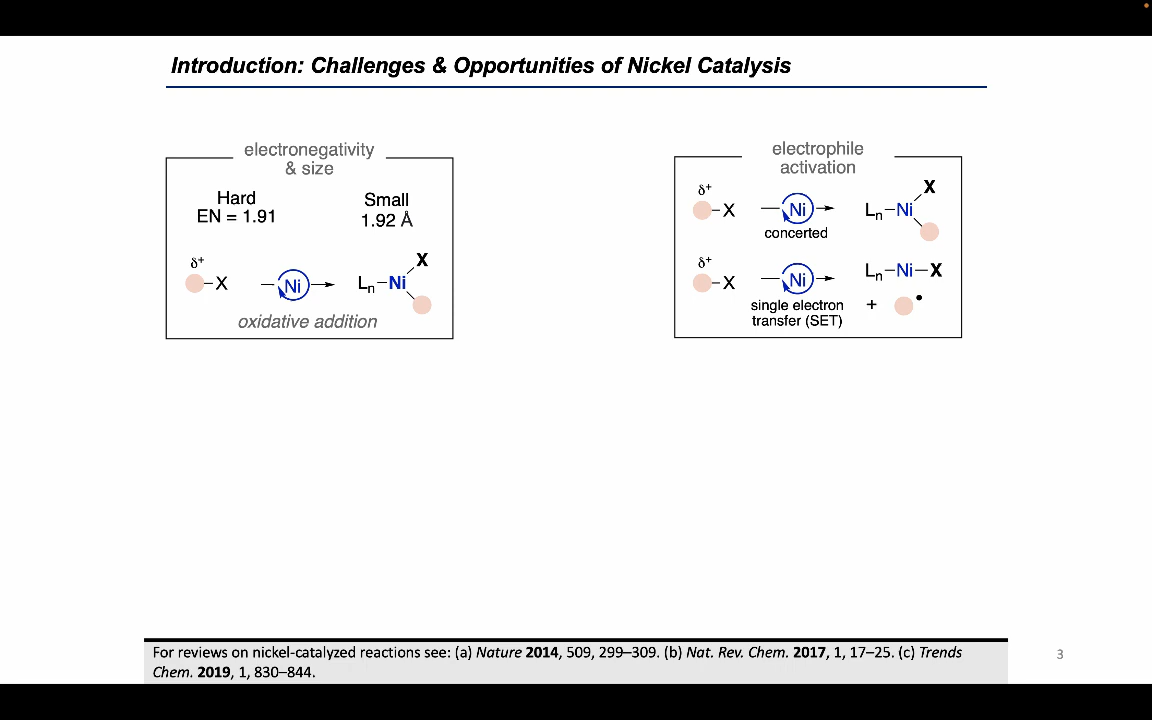 Introduction: Challenges & Opportunities of Nickel Catalysis
electronegativity
& size
Hard
EN = 1.91
Small
1.92 Å
δ+
X
Ni
Ln–Ni
X
oxidative addition
electrophile
activation
δ+
X
Ni
concerted
Ln–Ni
X
δ+
X
Ni
single electron
transfer (SET)
Ln–Ni–X
+
•
For reviews on nickel-catalyzed reactions see: (a) Nature 2014, 509, 299–309. (b) Nat. Rev. Chem. 2017, 1, 17–25. (c) Trends
Chem. 2019, 1, 830–844.
3